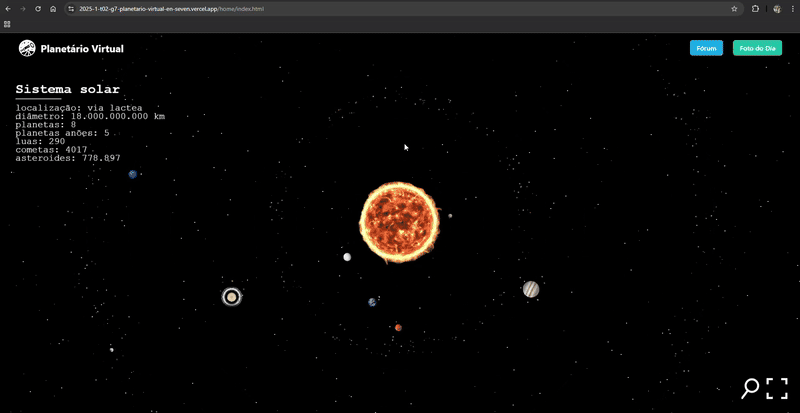 2025-1-t02-g7-planetario-virtual-en-seven.vercel.app/home/index.html
Planetário Virtual
Fórum
Foto do Dia
Sistema solar
localização: via lactea
diâmetro: 18.000.000.000 km
planetas: 8
planetas anões: 5
luas: 290
cometas: 4017
asteroides: 778.897